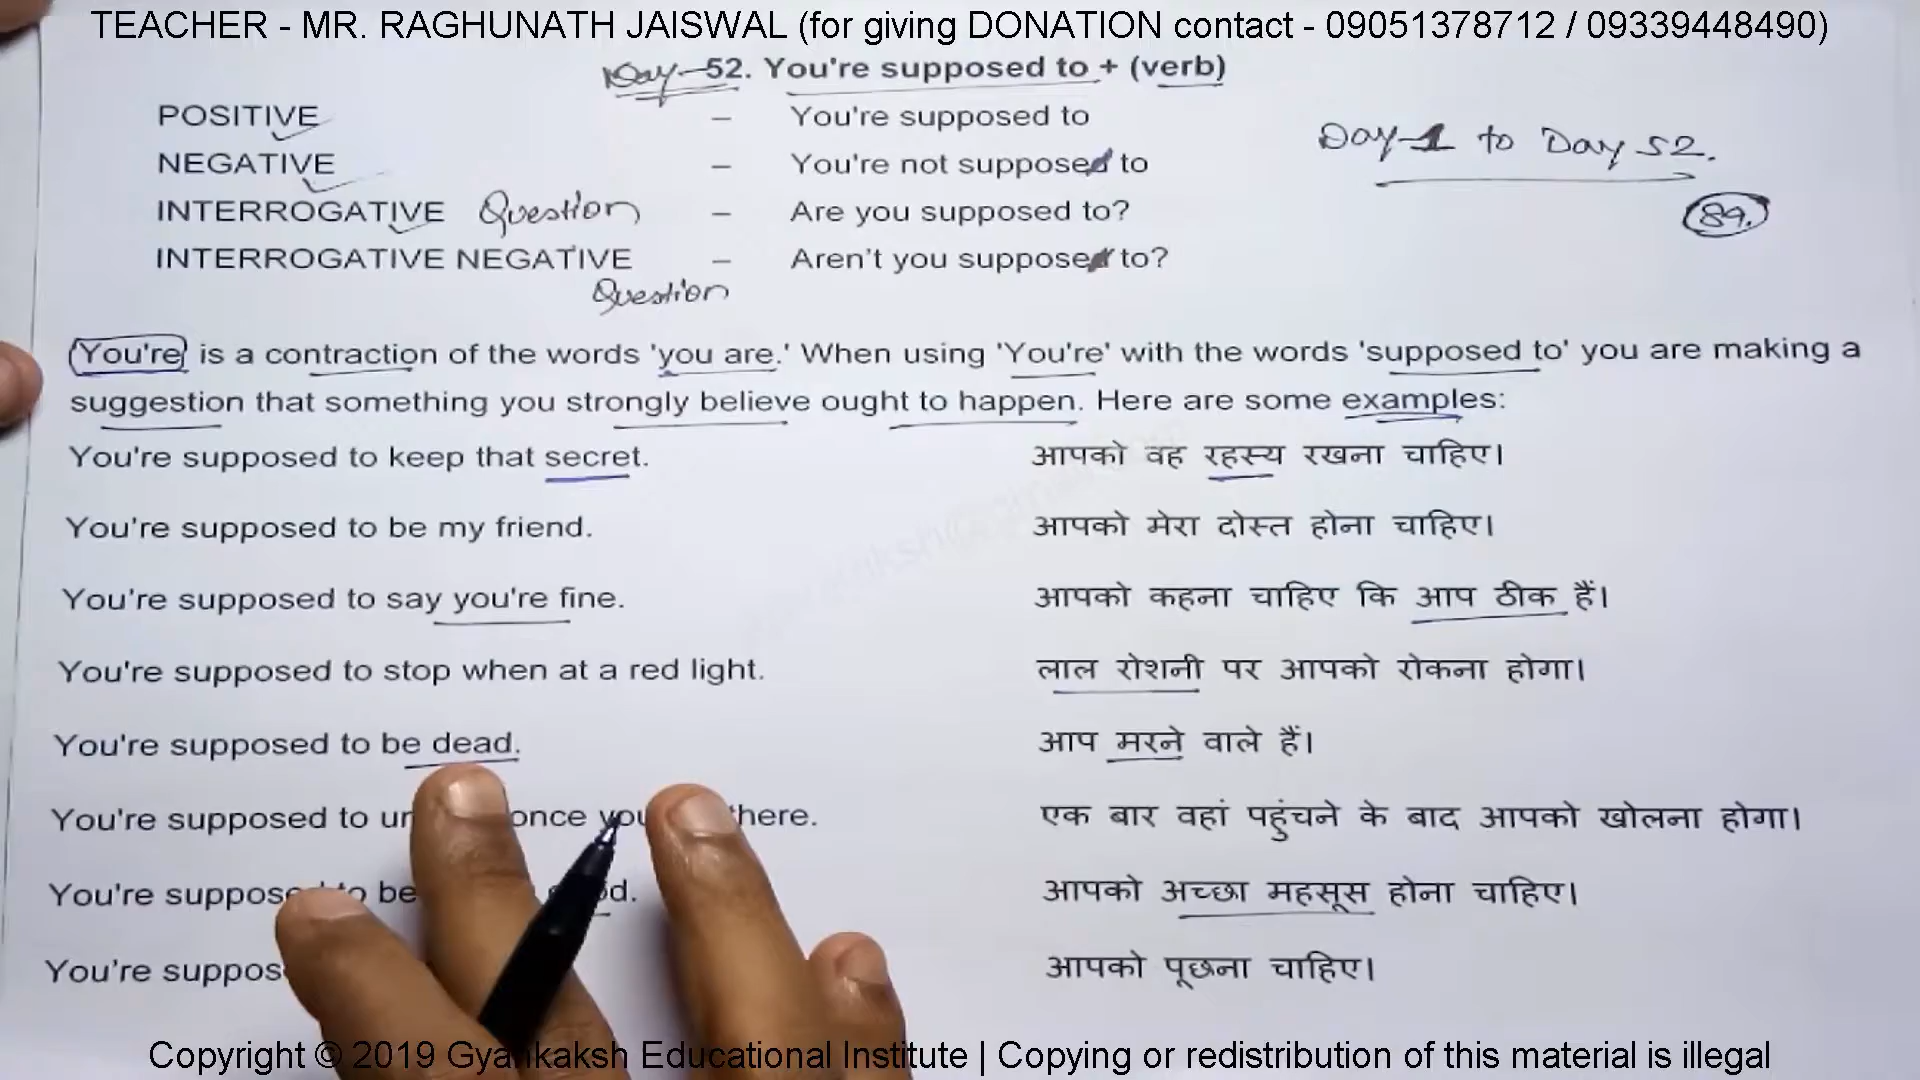 TEACHER - MR. RAGHUNATH JAISWAL (for giving DONATION contact - 09051378712 / 09339448490)
Day-52. You're supposed to + (verb)
POSITIVE – You're supposed to
Day-1 to Day 52.
NEGATIVE – You're not supposed to
INTERROGATIVE Question – Are you supposed to?
89.
INTERROGATIVE NEGATIVE – Aren't you supposed to?
Question
You're is a contraction of the words 'you are.' When using 'You're' with the words 'supposed to' you are making a
suggestion that something you strongly believe ought to happen. Here are some examples:
You're supposed to keep that secret. आपको वह रहस्य रखना चाहिए।
You're supposed to be my friend. आपको मेरा दोस्त होना चाहिए।
You're supposed to say you're fine. आपको कहना चाहिए कि आप ठीक हैं।
You're supposed to stop when at a red light. लाल रोशनी पर आपको रोकना होगा।
You're supposed to be dead. आप मरने वाले हैं।
You're supposed to once there. एक बार वहां पहुंचने के बाद आपको खोलना होगा।
You're supposed to be आपको अच्छा महसूस होना चाहिए।
You're आपको पूछना चाहिए।
Copyright © 2019 Gyankaksh Educational Institute | Copying or redistribution of this material is illegal